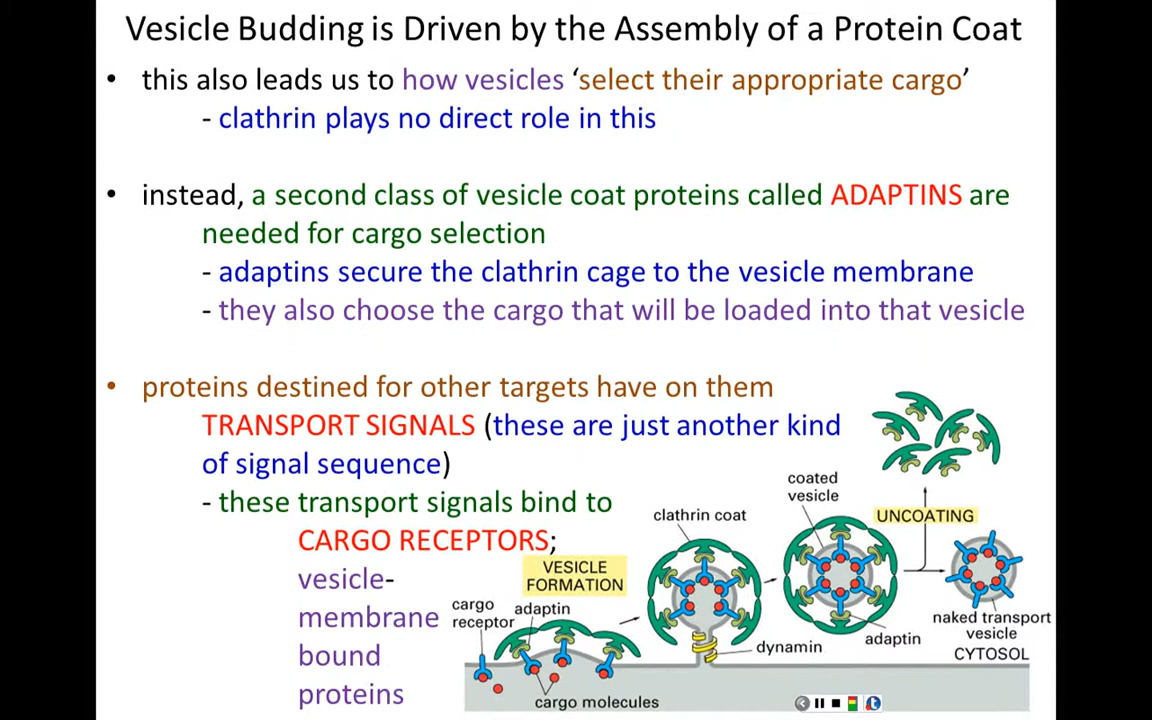 Vesicle Budding is Driven by the Assembly of a Protein Coat
• this also leads us to how vesicles ‘select their appropriate cargo’
- clathrin plays no direct role in this
• instead, a second class of vesicle coat proteins called ADAPTINS are
needed for cargo selection
- adaptins secure the clathrin cage to the vesicle membrane
- they also choose the cargo that will be loaded into that vesicle
• proteins destined for other targets have on them
TRANSPORT SIGNALS (these are just another kind
of signal sequence)
- these transport signals bind to
CARGO RECEPTORS;
vesicle-
membrane
bound
proteins
cargo
receptor
adaptin
VESICLE
FORMATION
cargo molecules
clathrin coat
dynamin
coated
vesicle
adaptin
UNCOATING
naked transport
vesicle
CYTOSOL